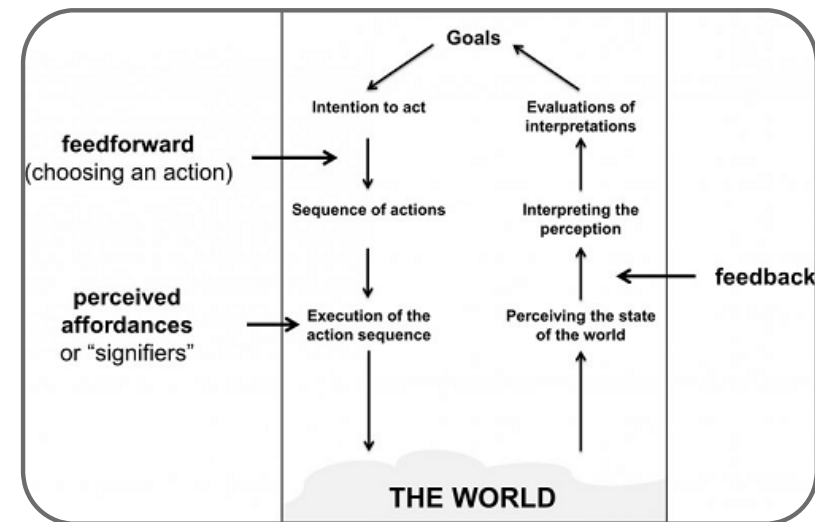 Goals
Intention to act
Evaluations of
interpretations
feedforward
(choosing an action)
Sequence of actions
Interpreting the
perception
feedback
perceived
affordances
or “signifiers”
Execution of the
action sequence
Perceiving the state
of the world
THE WORLD